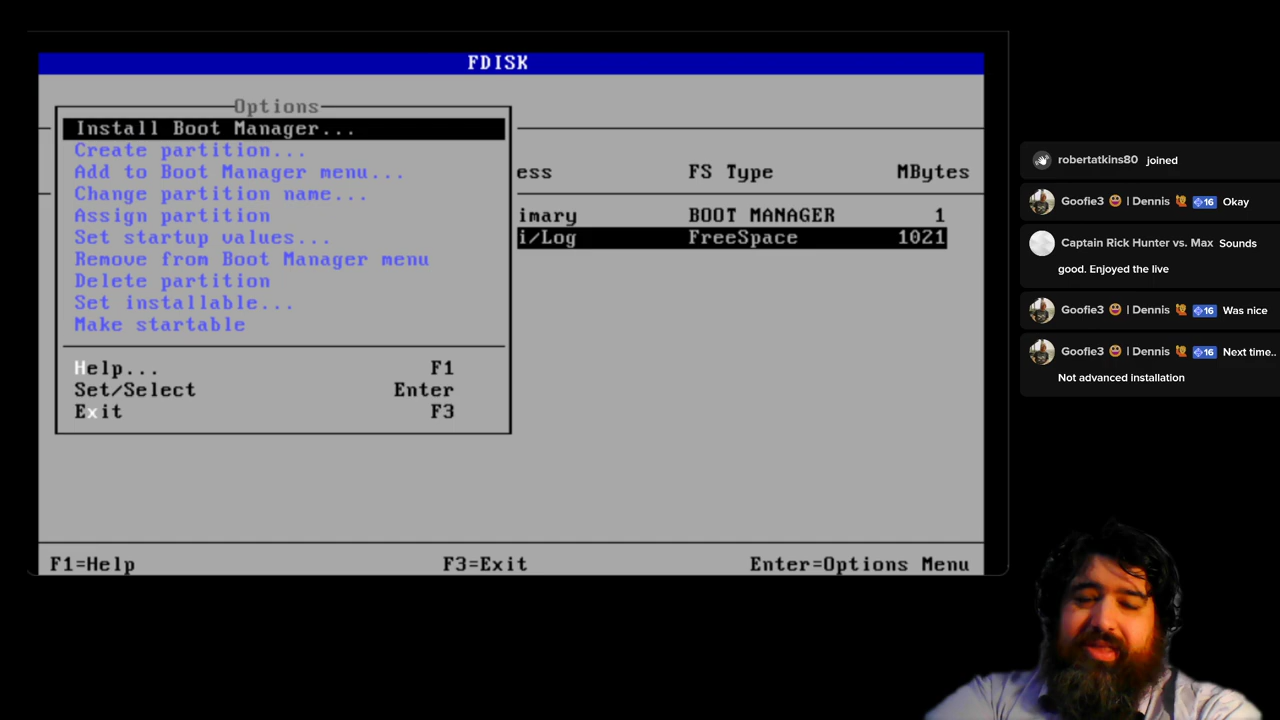 FDISK
Options
Install Boot Manager...
Create partition...
Add to Boot Manager menu...
Change partition name...
Assign partition
Set startup values...
Remove from Boot Manager menu
Delete partition
Set installable...
Make startable
Help... F1
Set/Select Enter
Exit F3
ess FS Type MBytes
imary BOOT MANAGER 1
i/Log FreeSpace 1021
F1=Help F3=Exit Enter=Options Menu
robertatkins80 joined
Goofie3 😃 | Dennis 🙋 16 Okay
Captain Rick Hunter vs. Max Sounds
good. Enjoyed the live
Goofie3 😃 | Dennis 🙋 16 Was nice
Goofie3 😃 | Dennis 🙋 16 Next time..
Not advanced installation